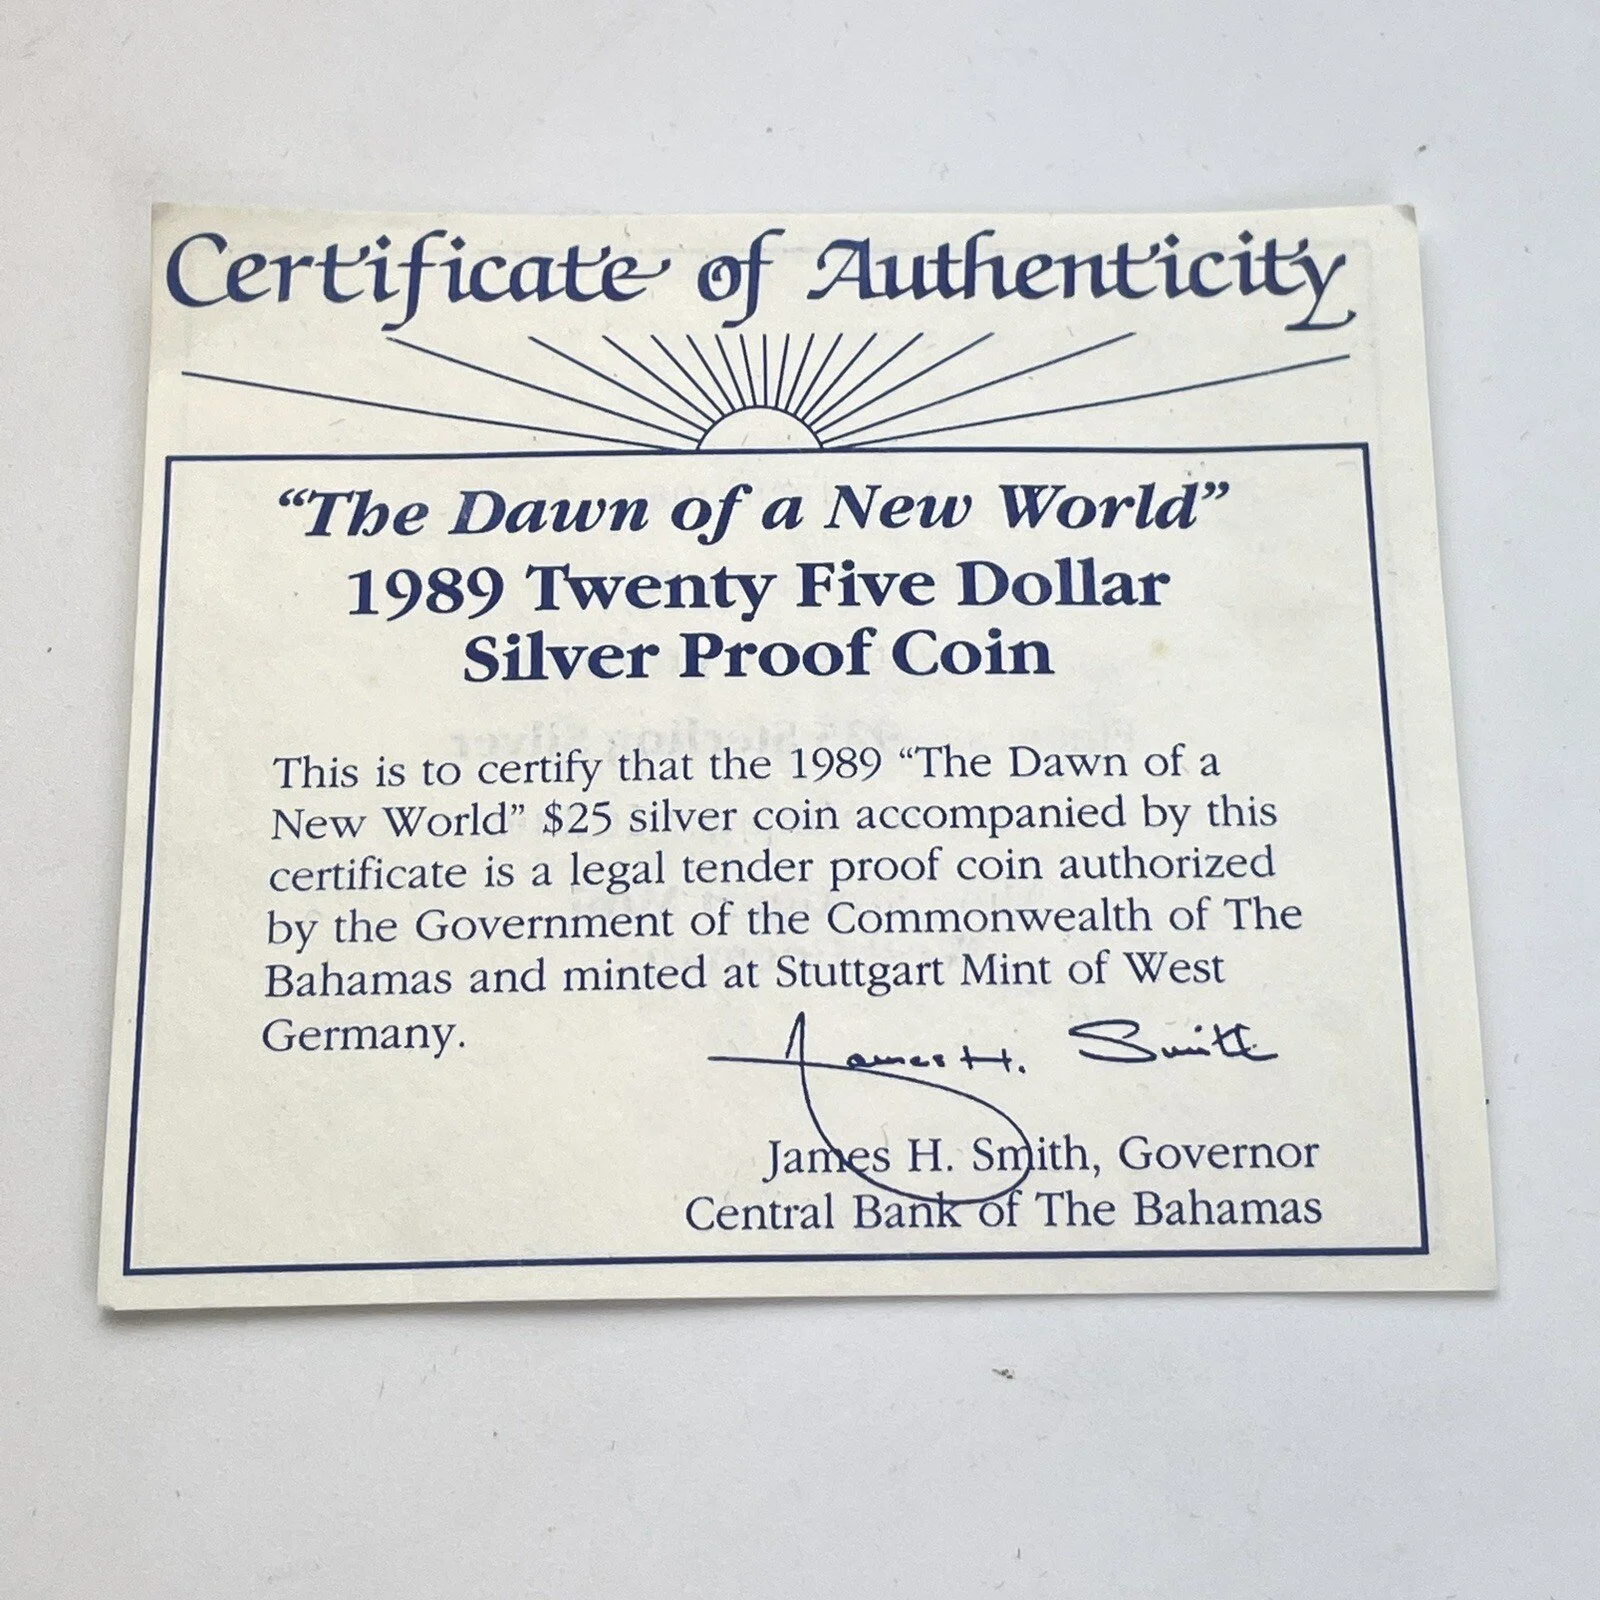 Certificate of Authenticity
“The Dawn of a New World”
1989 Twenty Five Dollar
Silver Proof Coin
This is to certify that the 1989 “The Dawn of a
New World” $25 silver coin accompanied by this
certificate is a legal tender proof coin authorized
by the Government of the Commonwealth of The
Bahamas and minted at Stuttgart Mint of West
Germany.
James H. Smith
James H. Smith, Governor
Central Bank of The Bahamas